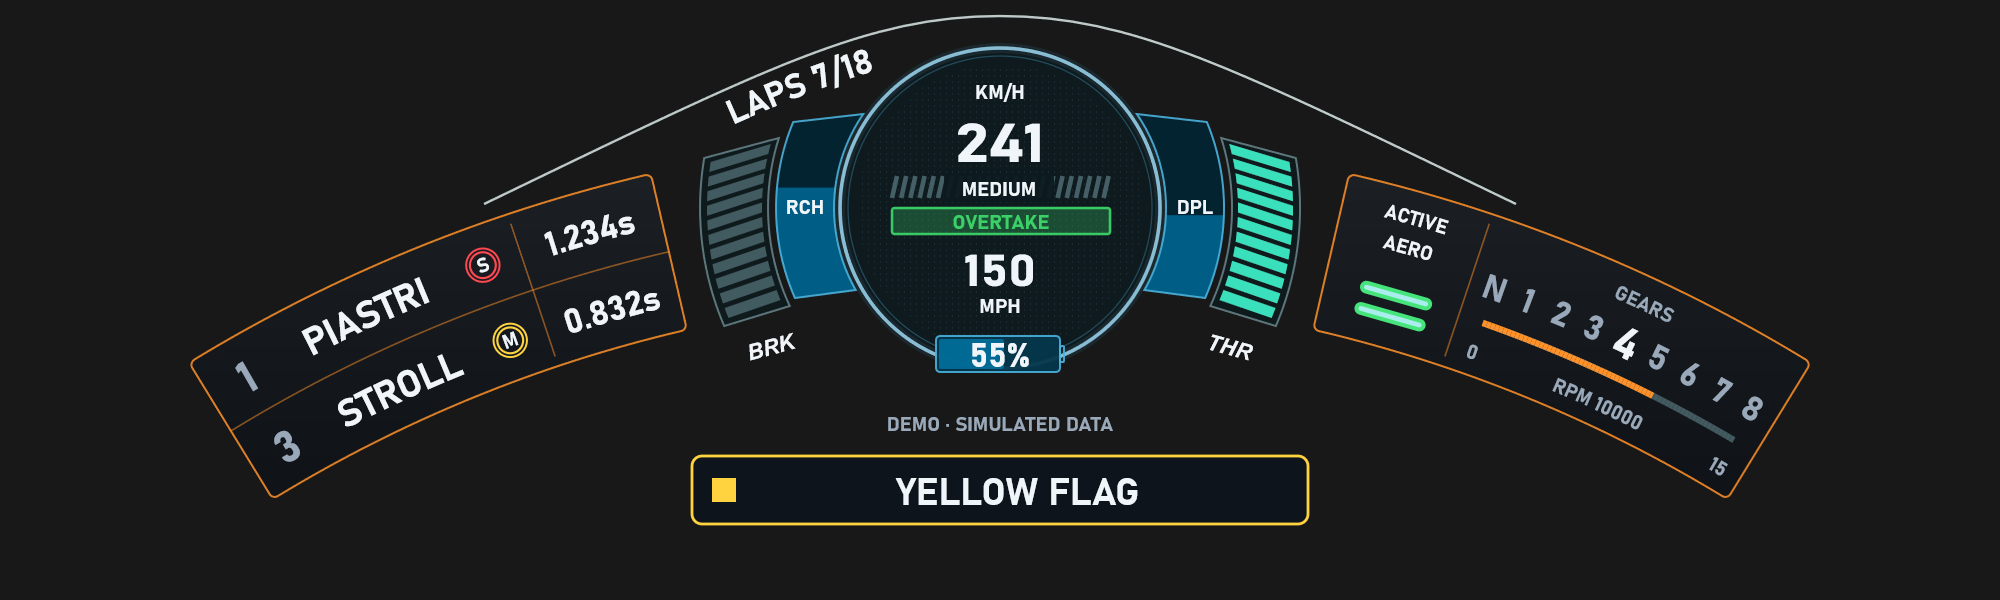 LAPS 7/18
1 PIASTRI S 1.234s
3 STROLL M 0.832s
BRK
RCH
KM/H
241
MEDIUM
OVERTAKE
150
MPH
55%
DPL
THR
ACTIVE
AERO
GEARS
N 1 2 3 4 5 6 7 8
0
RPM 10000
15
DEMO · SIMULATED DATA
YELLOW FLAG